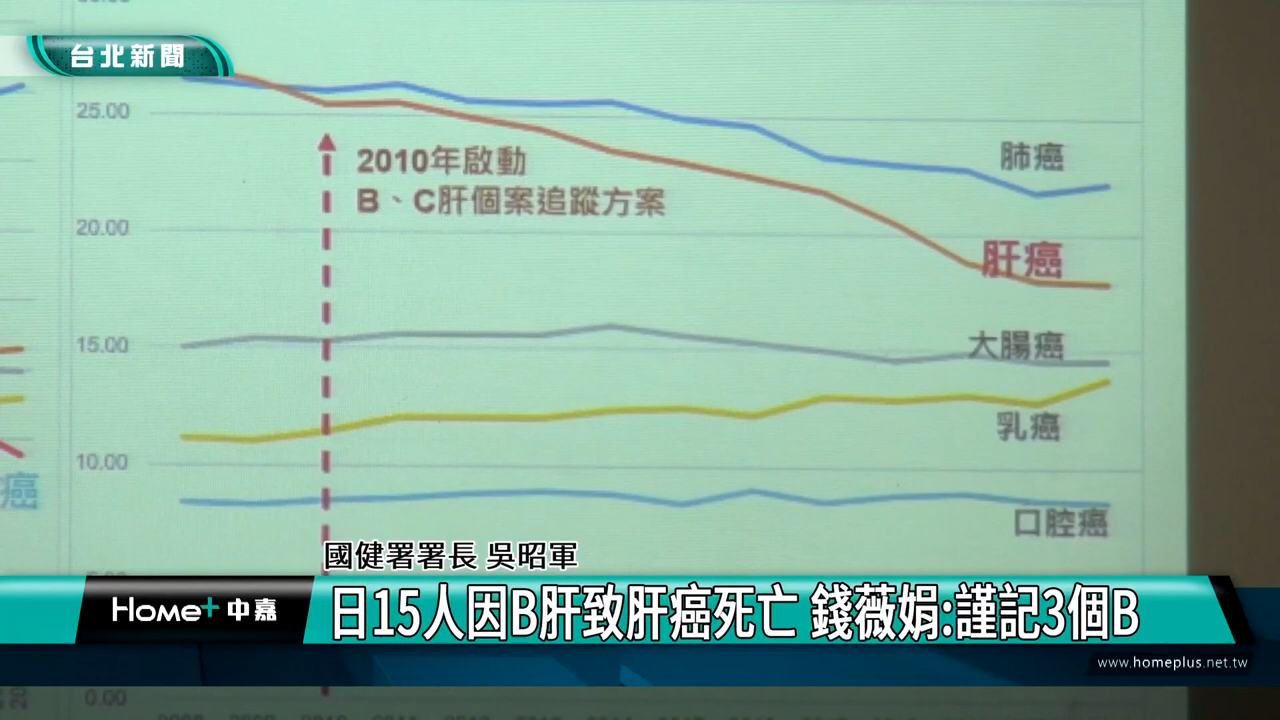 台北新聞
25.00
2010年啟動
B、C肝個案追蹤方案
肺癌
20.00
肝癌
15.00
大腸癌
乳癌
10.00
癌
口腔癌
國健署署長 吳昭軍
Home+中嘉
日15人因B肝致肝癌死亡 錢薇娟:謹記3個B
www.homeplus.net.tw
0.00